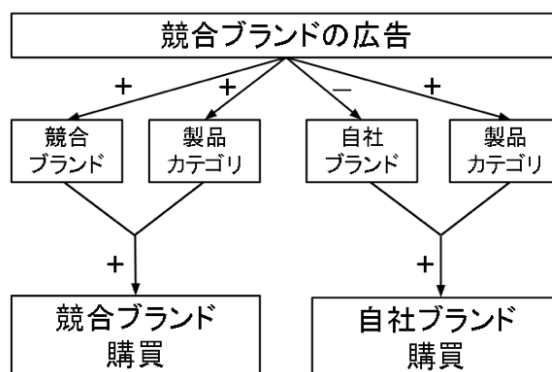 競合ブランドの広告
+ + − +
競合
ブランド
製品
カテゴリ
自社
ブランド
製品
カテゴリ
+ +
競合ブランド
購買
自社ブランド
購買